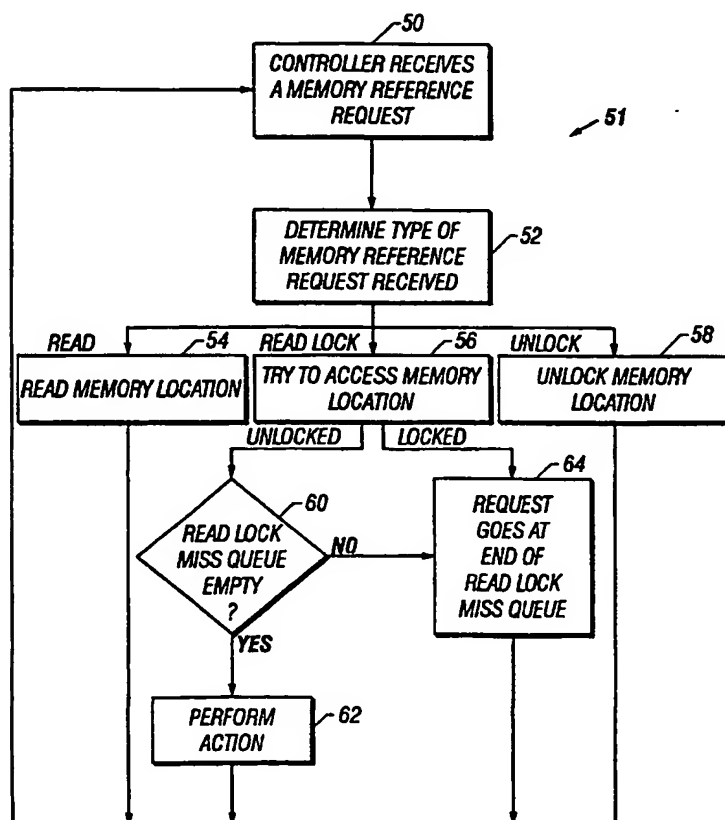 50
CONTROLLER RECEIVES
A MEMORY REFERENCE
REQUEST
51
DETERMINE TYPE OF
MEMORY REFERENCE
REQUEST RECEIVED
52
READ
54
READ LOCK
56
UNLOCK
58
READ MEMORY LOCATION
TRY TO ACCESS MEMORY
LOCATION
UNLOCK MEMORY
LOCATION
UNLOCKED
LOCKED
60
READ LOCK
MISS QUEUE
EMPTY
?
NO
YES
64
REQUEST
GOES AT
END OF
READ LOCK
MISS QUEUE
PERFORM
ACTION
62